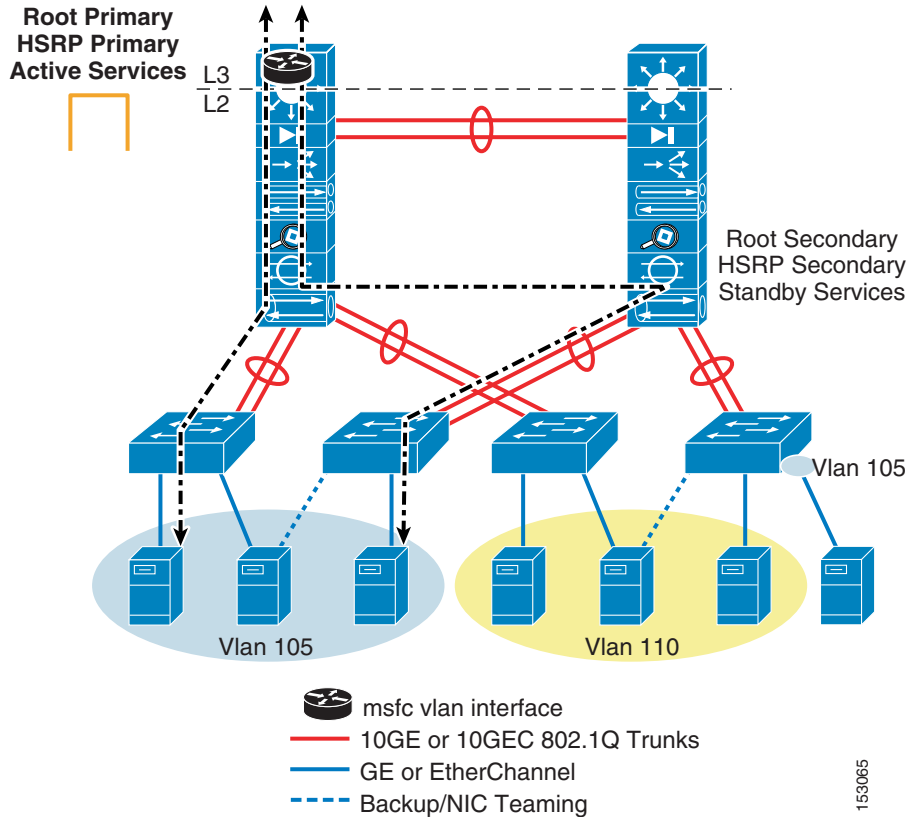 Root Primary
HSRP Primary
Active Services
L3
L2
Root Secondary
HSRP Secondary
Standby Services
Vlan 105
Vlan 105
Vlan 110
msfc vlan interface
10GE or 10GEC 802.1Q Trunks
GE or EtherChannel
Backup/NIC Teaming
153065